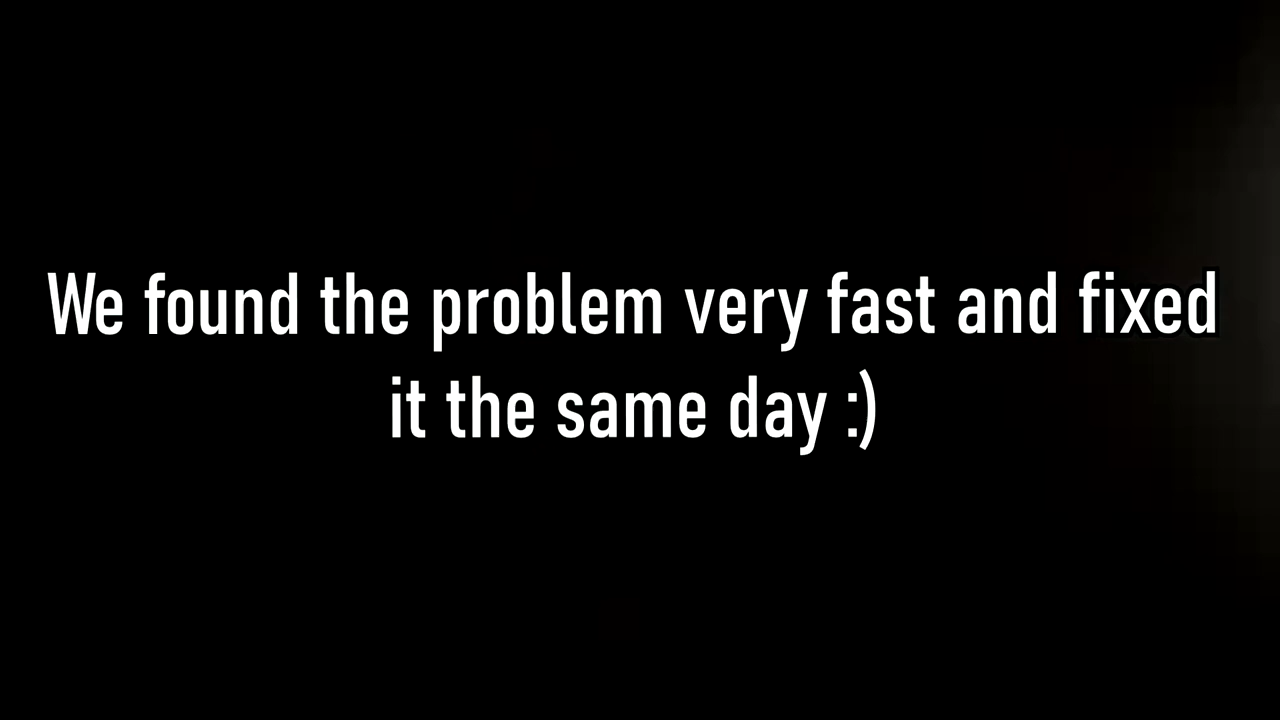 We found the problem very fast and fixed
it the same day :)